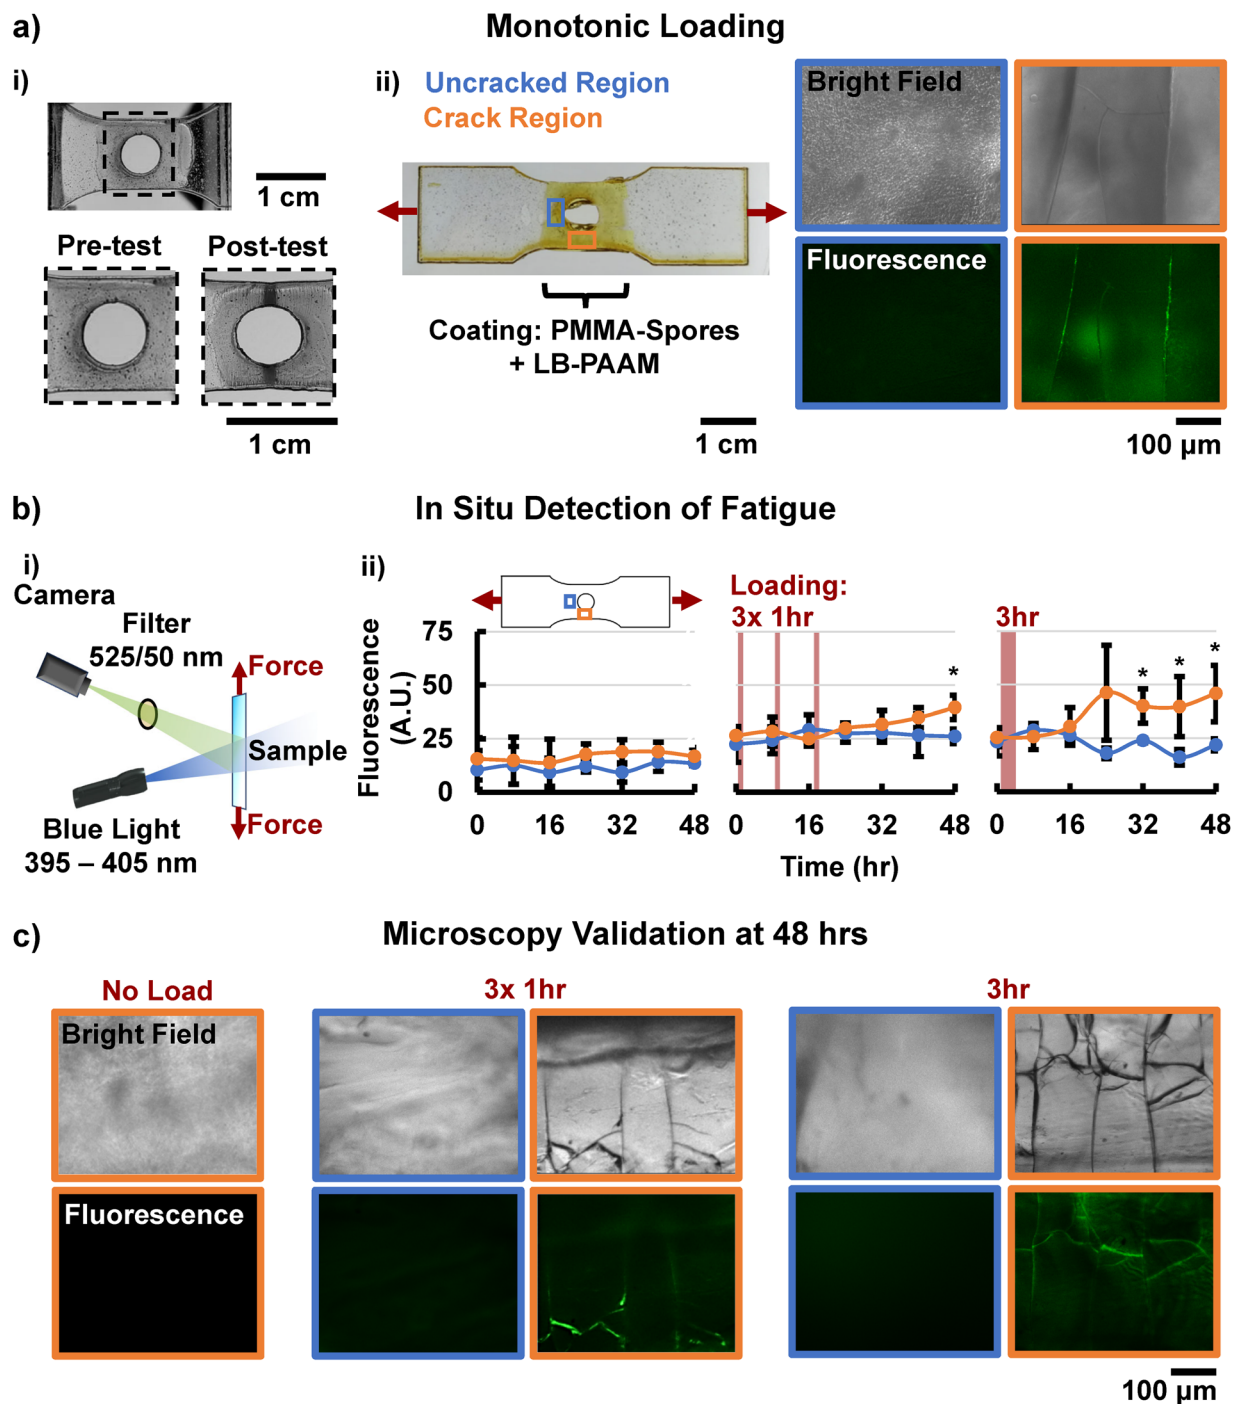 a)
Monotonic Loading
i)
1 cm
Pre-test
Post-test
1 cm
ii)
Uncracked Region
Crack Region
Coating: PMMA-Spores
+ LB-PAAM
1 cm
Bright Field
Fluorescence
100 µm
b)
In Situ Detection of Fatigue
i)
Camera
Filter
525/50 nm
Force
Sample
Force
Blue Light
395 – 405 nm
ii)
Loading:
3x 1hr
3hr
Fluorescence
(A.U.)
75
50
25
0
*
* * *
0 16 32 48
0 16 32 48
0 16 32 48
Time (hr)
c)
Microscopy Validation at 48 hrs
No Load
3x 1hr
3hr
Bright Field
Fluorescence
100 µm